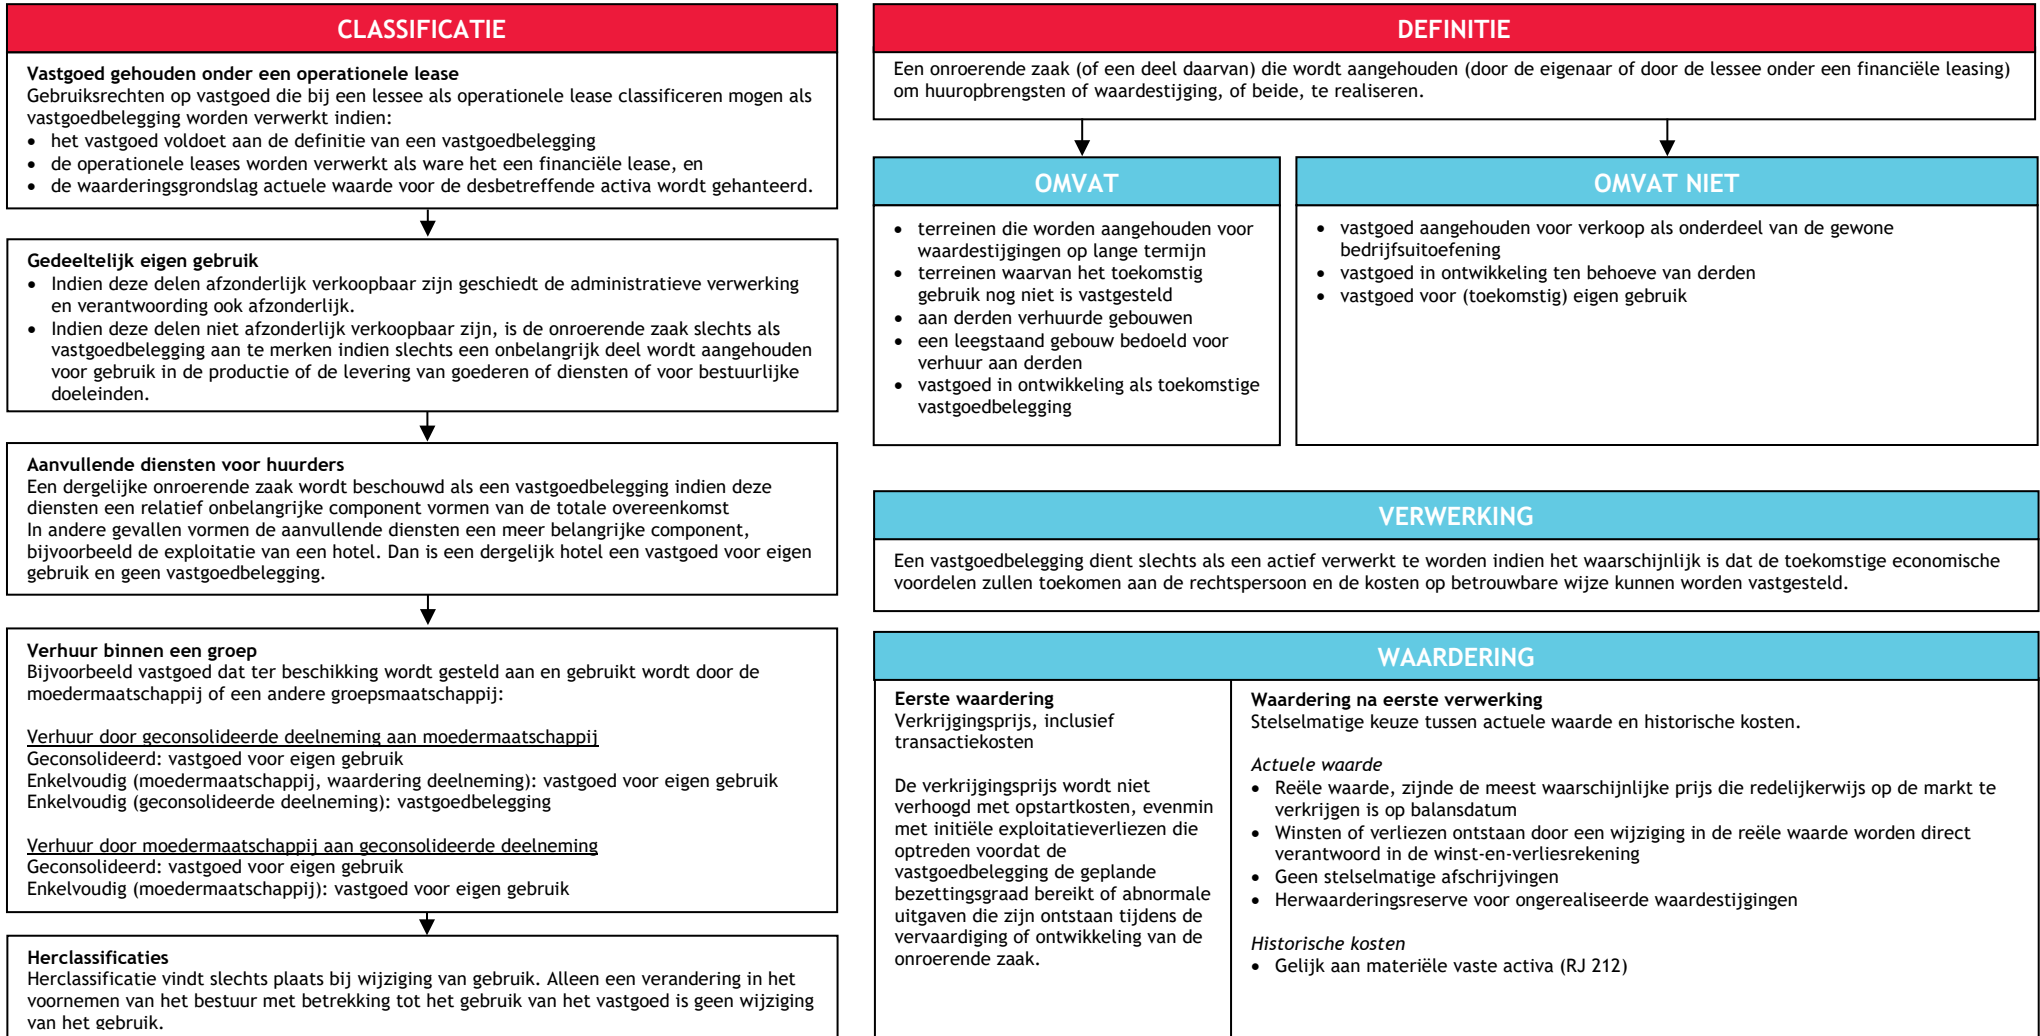 CLASSIFICATIE
Vastgoed gehouden onder een operationele lease
Gebruiksrechten op vastgoed die bij een lessee als operationele lease classificeren mogen als
vastgoedbelegging worden verwerkt indien:
• het vastgoed voldoet aan de definitie van een vastgoedbelegging
• de operationele leases worden verwerkt als ware het een financiële lease, en
• de waarderingsgrondslag actuele waarde voor de desbetreffende activa wordt gehanteerd.
Gedeeltelijk eigen gebruik
• Indien deze delen afzonderlijk verkoopbaar zijn geschiedt de administratieve verwerking
en verantwoording ook afzonderlijk.
• Indien deze delen niet afzonderlijk verkoopbaar zijn, is de onroerende zaak slechts als
vastgoedbelegging aan te merken indien slechts een onbelangrijk deel wordt aangehouden
voor gebruik in de productie of de levering van goederen of diensten of voor bestuurlijke
doeleinden.
Aanvullende diensten voor huurders
Een dergelijke onroerende zaak wordt beschouwd als een vastgoedbelegging indien deze
diensten een relatief onbelangrijke component vormen van de totale overeenkomst
In andere gevallen vormen de aanvullende diensten een meer belangrijke component,
bijvoorbeeld de exploitatie van een hotel. Dan is een dergelijk hotel een vastgoed voor eigen
gebruik en geen vastgoedbelegging.
Verhuur binnen een groep
Bijvoorbeeld vastgoed dat ter beschikking wordt gesteld aan en gebruikt wordt door de
moedermaatschappij of een andere groepsmaatschappij:
Verhuur door geconsolideerde deelneming aan moedermaatschappij
Geconsolideerd: vastgoed voor eigen gebruik
Enkelvoudig (moedermaatschappij, waardering deelneming): vastgoed voor eigen gebruik
Enkelvoudig (geconsolideerde deelneming): vastgoedbelegging
Verhuur door moedermaatschappij aan geconsolideerde deelneming
Geconsolideerd: vastgoed voor eigen gebruik
Enkelvoudig (moedermaatschappij): vastgoed voor eigen gebruik
Herclassificaties
Herclassificatie vindt slechts plaats bij wijziging van gebruik. Alleen een verandering in het
voornemen van het bestuur met betrekking tot het gebruik van het vastgoed is geen wijziging
van het gebruik.
DEFINITIE
Een onroerende zaak (of een deel daarvan) die wordt aangehouden (door de eigenaar of door de lessee onder een financiële leasing)
om huuropbrengsten of waardestijging, of beide, te realiseren.
OMVAT
• terreinen die worden aangehouden voor
waardestijgingen op lange termijn
• terreinen waarvan het toekomstig
gebruik nog niet is vastgesteld
• aan derden verhuurde gebouwen
• een leegstaand gebouw bedoeld voor
verhuur aan derden
• vastgoed in ontwikkeling als toekomstige
vastgoedbelegging
OMVAT NIET
• vastgoed aangehouden voor verkoop als onderdeel van de gewone
bedrijfsuitoefening
• vastgoed in ontwikkeling ten behoeve van derden
• vastgoed voor (toekomstig) eigen gebruik
VERWERKING
Een vastgoedbelegging dient slechts als een actief verwerkt te worden indien het waarschijnlijk is dat de toekomstige economische
voordelen zullen toekomen aan de rechtspersoon en de kosten op betrouwbare wijze kunnen worden vastgesteld.
WAARDERING
Eerste waardering
Verkrijgingsprijs, inclusief
transactiekosten
De verkrijgingsprijs wordt niet
verhoogd met opstartkosten, evenmin
met initiële exploitatieverliezen die
optreden voordat de
vastgoedbelegging de geplande
bezettingsgraad bereikt of abnormale
uitgaven die zijn ontstaan tijdens de
vervaardiging of ontwikkeling van de
onroerende zaak.
Waardering na eerste verwerking
Stelselmatige keuze tussen actuele waarde en historische kosten.
Actuele waarde
• Reële waarde, zijnde de meest waarschijnlijke prijs die redelijkerwijs op de markt te
verkrijgen is op balansdatum
• Winsten of verliezen ontstaan door een wijziging in de reële waarde worden direct
verantwoord in de winst-en-verliesrekening
• Geen stelselmatige afschrijvingen
• Herwaarderingsreserve voor ongerealiseerde waardestijgingen
Historische kosten
• Gelijk aan materiële vaste activa (RJ 212)